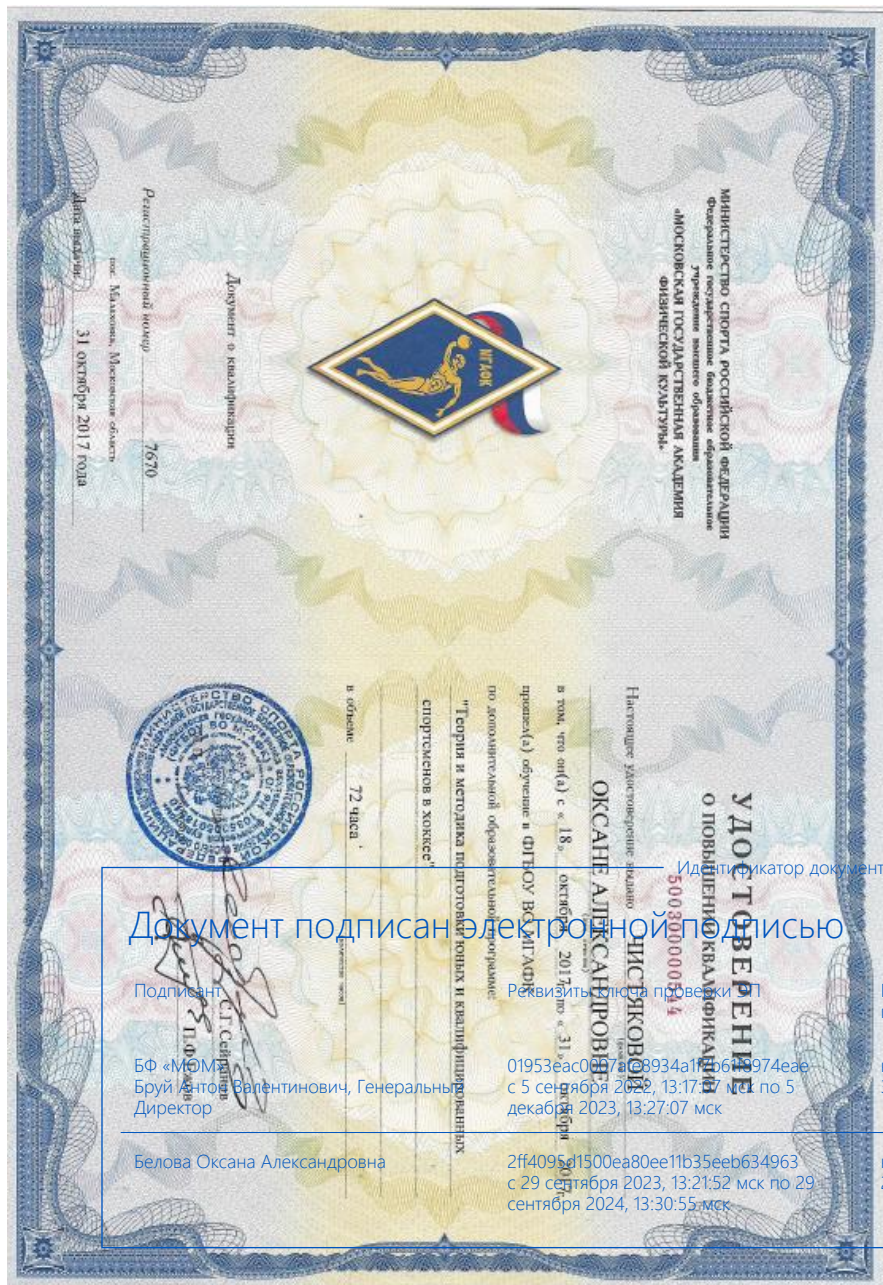 МИНИСТЕРСТВО СПОРТА РОССИЙСКОЙ ФЕДЕРАЦИИ
Федеральное государственное бюджетное образовательное
учреждение высшего образования
«МОСКОВСКАЯ ГОСУДАРСТВЕННАЯ АКАДЕМИЯ
ФИЗИЧЕСКОЙ КУЛЬТУРЫ»
МГАФК
Документ о квалификации
Регистрационный номер 7670
пос. Малаховка, Московская область
Дата выдачи 31 октября 2017 года
УДОСТОВЕРЕНИЕ
О ПОВЫШЕНИИ КВАЛИФИКАЦИИ
Настоящее удостоверение выдано ЧИСТЯКОВОЙ
ОКСАНЕ АЛЕКСАНДРОВНЕ
в том, что он(а) с « 18 » октября 2017г. по « 31 » октября 2017г.
прошел(а) обучение в ФГБОУ ВО МГАФК
по дополнительной образовательной программе:
"Теория и методика подготовки юных и квалифицированных
спортсменов в хоккее"
в объеме 72 часа
С.Г. Сейранов
Идентификатор документ
Документ подписан электронной подписью
Подписант
Реквизиты ключа проверки ЭП
БФ «МОМ»
Бруй Антон Валентинович, Генеральный
Директор
с 5 сентября 2022, 13:17:07 мск по 5
декабря 2023, 13:27:07 мск
Белова Оксана Александровна
2ff4095d1500ea80ee11b35eeb634963
с 29 сентября 2023, 13:21:52 мск по 29
сентября 2024, 13:30:55 мск